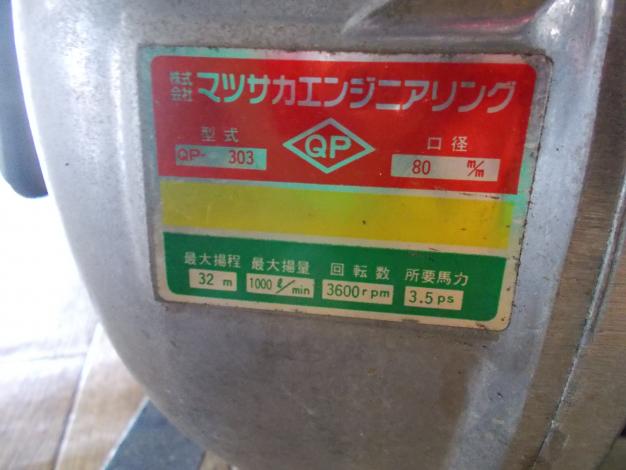 株式会社 マツサカエンジニアリング
型式 QP 口径
QP- 303 80 m/m
最大揚程 最大揚量 回転数 所要馬力
32 m 1000 ℓ/min 3600rpm 3.5ps